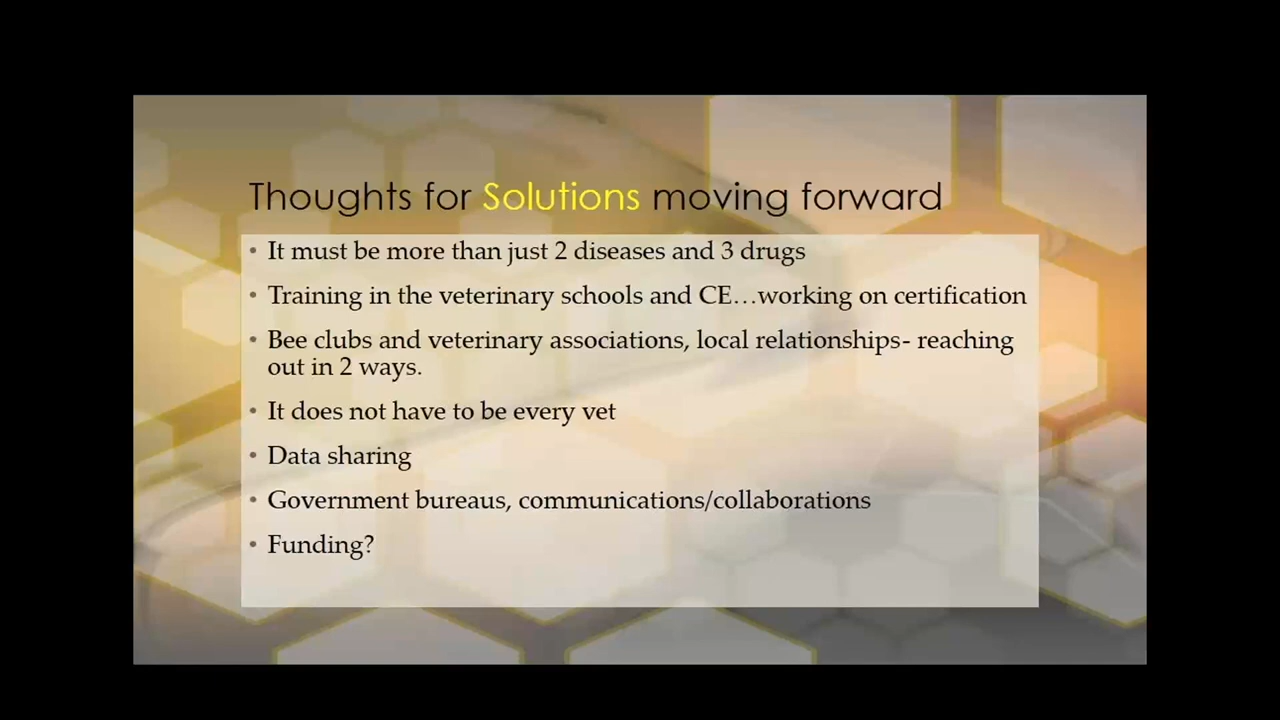 Thoughts for Solutions moving forward
• It must be more than just 2 diseases and 3 drugs
• Training in the veterinary schools and CE…working on certification
• Bee clubs and veterinary associations, local relationships- reaching
out in 2 ways.
• It does not have to be every vet
• Data sharing
• Government bureaus, communications/collaborations
• Funding?